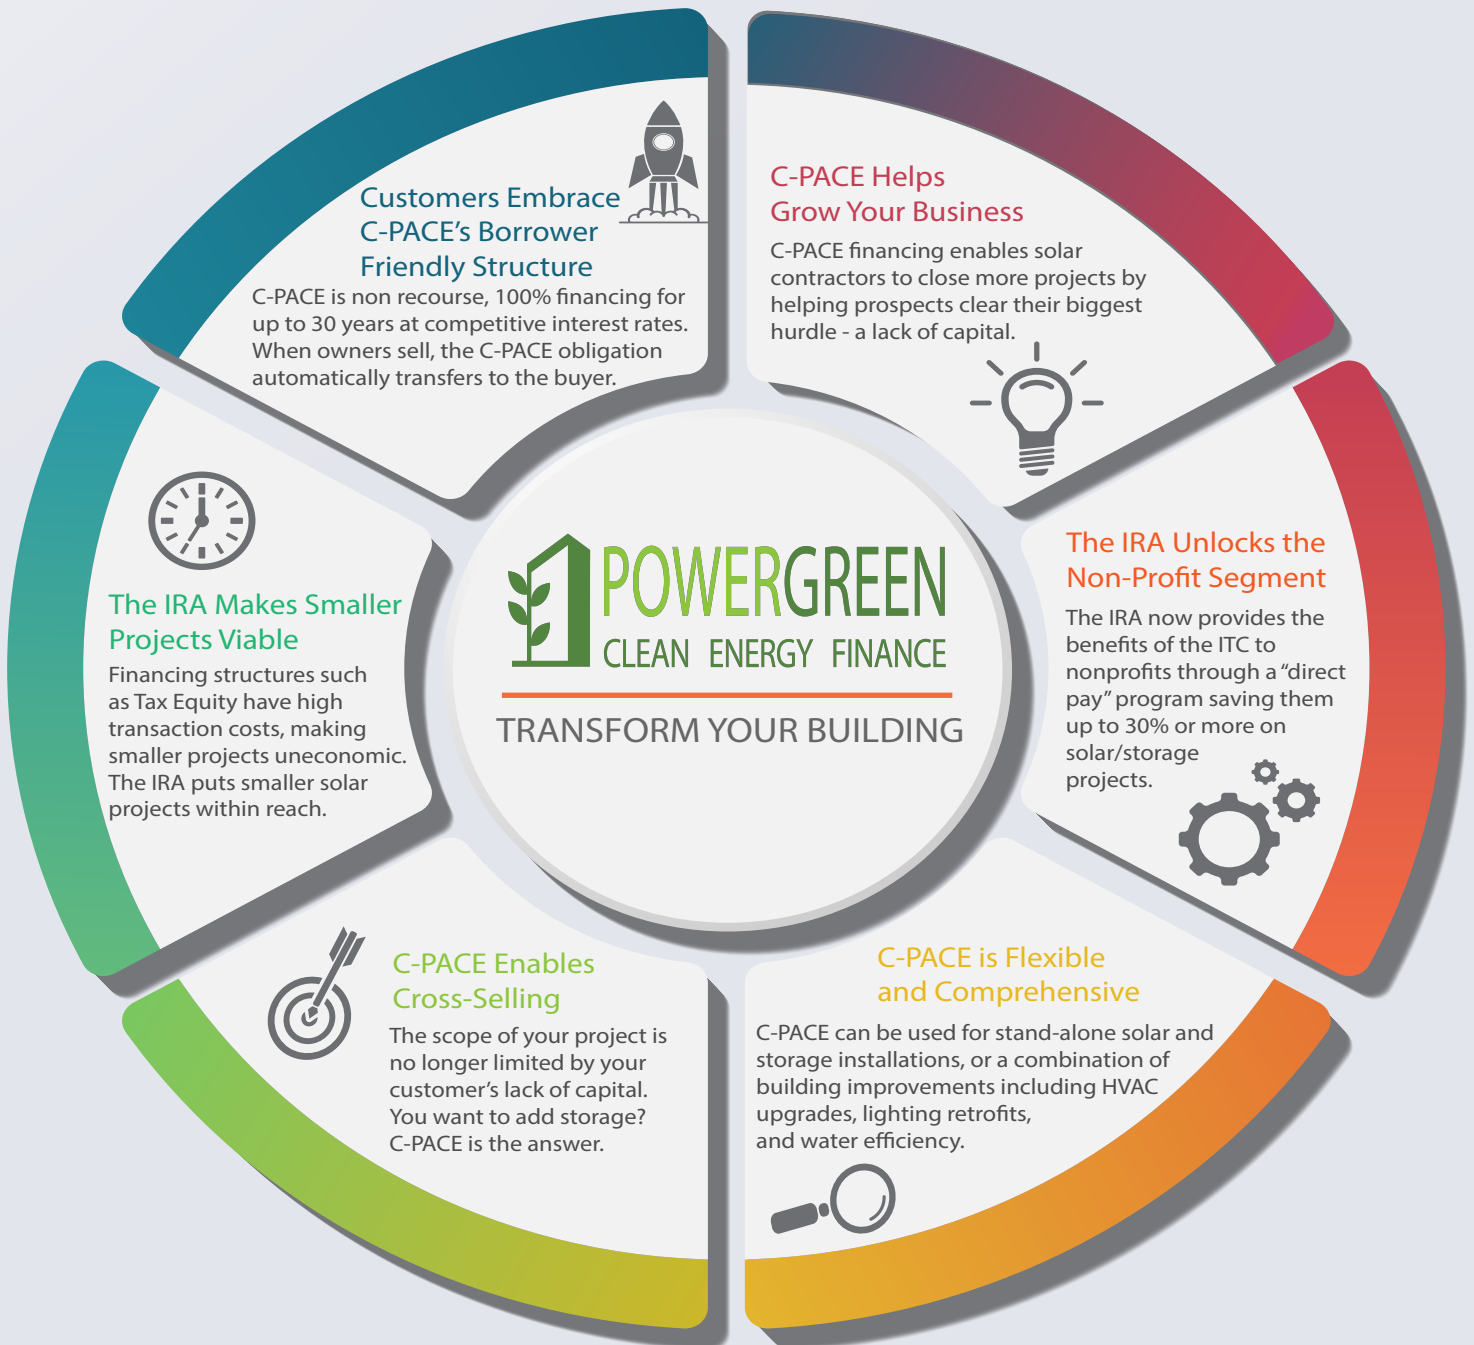 Customers Embrace
C-PACE’s Borrower
Friendly Structure
C-PACE is non recourse, 100% financing for
up to 30 years at competitive interest rates.
When owners sell, the C-PACE obligation
automatically transfers to the buyer.
C-PACE Helps
Grow Your Business
C-PACE financing enables solar
contractors to close more projects by
helping prospects clear their biggest
hurdle - a lack of capital.
The IRA Makes Smaller
Projects Viable
Financing structures such
as Tax Equity have high
transaction costs, making
smaller projects uneconomic.
The IRA puts smaller solar
projects within reach.
POWERGREEN
CLEAN ENERGY FINANCE
TRANSFORM YOUR BUILDING
The IRA Unlocks the
Non-Profit Segment
The IRA now provides the
benefits of the ITC to
nonprofits through a “direct
pay” program saving them
up to 30% or more on
solar/storage
projects.
C-PACE Enables
Cross-Selling
The scope of your project is
no longer limited by your
customer’s lack of capital.
You want to add storage?
C-PACE is the answer.
C-PACE is Flexible
and Comprehensive
C-PACE can be used for stand-alone solar and
storage installations, or a combination of
building improvements including HVAC
upgrades, lighting retrofits,
and water efficiency.